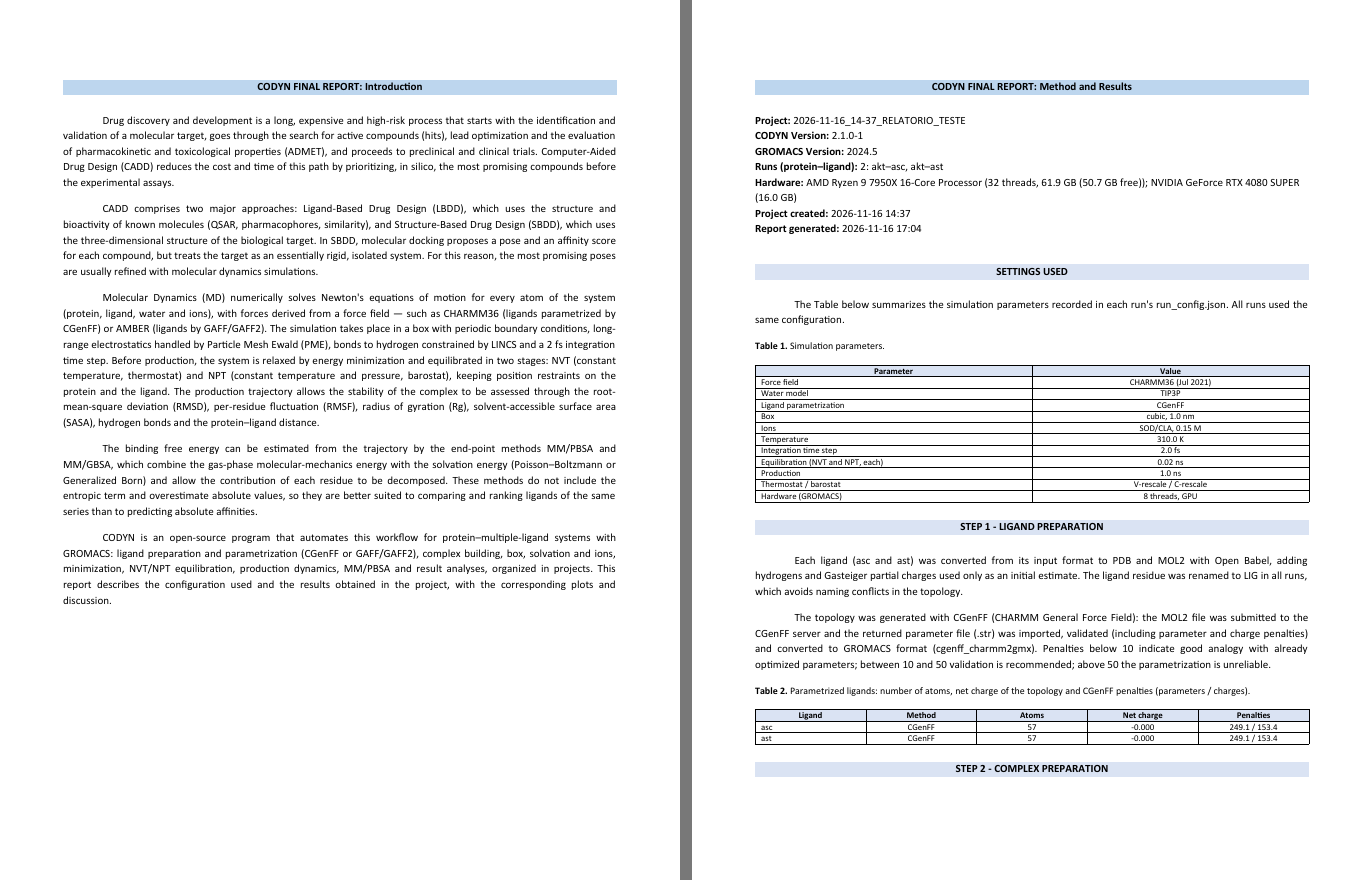 CODYN FINAL REPORT: Introduction
Drug discovery and development is a long, expensive and high-risk process that starts with the identification and
validation of a molecular target, goes through the search for active compounds (hits), lead optimization and the evaluation
of pharmacokinetic and toxicological properties (ADMET), and proceeds to preclinical and clinical trials. Computer-Aided
Drug Design (CADD) reduces the cost and time of this path by prioritizing, in silico, the most promising compounds before
the experimental assays.
CADD comprises two major approaches: Ligand-Based Drug Design (LBDD), which uses the structure and
bioactivity of known molecules (QSAR, pharmacophores, similarity), and Structure-Based Drug Design (SBDD), which uses
the three-dimensional structure of the biological target. In SBDD, molecular docking proposes a pose and an affinity score
for each compound, but treats the target as an essentially rigid, isolated system. For this reason, the most promising poses
are usually refined with molecular dynamics simulations.
Molecular Dynamics (MD) numerically solves Newton's equations of motion for every atom of the system
(protein, ligand, water and ions), with forces derived from a force field — such as CHARMM36 (ligands parametrized by
CGenFF) or AMBER (ligands by GAFF/GAFF2). The simulation takes place in a box with periodic boundary conditions, long-
range electrostatics handled by Particle Mesh Ewald (PME), bonds to hydrogen constrained by LINCS and a 2 fs integration
time step. Before production, the system is relaxed by energy minimization and equilibrated in two stages: NVT (constant
temperature, thermostat) and NPT (constant temperature and pressure, barostat), keeping position restraints on the
protein and the ligand. The production trajectory allows the stability of the complex to be assessed through the root-
mean-square deviation (RMSD), per-residue fluctuation (RMSF), radius of gyration (Rg), solvent-accessible surface area
(SASA), hydrogen bonds and the protein–ligand distance.
The binding free energy can be estimated from the trajectory by the end-point methods MM/PBSA and
MM/GBSA, which combine the gas-phase molecular-mechanics energy with the solvation energy (Poisson–Boltzmann or
Generalized Born) and allow the contribution of each residue to be decomposed. These methods do not include the
entropic term and overestimate absolute values, so they are better suited to comparing and ranking ligands of the same
series than to predicting absolute affinities.
CODYN is an open-source program that automates this workflow for protein–multiple-ligand systems with
GROMACS: ligand preparation and parametrization (CGenFF or GAFF/GAFF2), complex building, box, solvation and ions,
minimization, NVT/NPT equilibration, production dynamics, MM/PBSA and result analyses, organized in projects. This
report describes the configuration used and the results obtained in the project, with the corresponding plots and
discussion.
CODYN FINAL REPORT: Method and Results
Project: 2026-11-16_14-37_RELATORIO_TESTE
CODYN Version: 2.1.0-1
GROMACS Version: 2024.5
Runs (protein–ligand): 2: akt–asc, akt–ast
Hardware: AMD Ryzen 9 7950X 16-Core Processor (32 threads, 61.9 GB (50.7 GB free)); NVIDIA GeForce RTX 4080 SUPER
(16.0 GB)
Project created: 2026-11-16 14:37
Report generated: 2026-11-16 17:04
SETTINGS USED
The Table below summarizes the simulation parameters recorded in each run's run_config.json. All runs used the
same configuration.
Table 1. Simulation parameters.
Parameter Value
Force field CHARMM36 (Jul 2021)
Water model TIP3P
Ligand parametrization CGenFF
Box cubic, 1.0 nm
Ions SOD/CLA, 0.15 M
Temperature 310.0 K
Integration time step 2.0 fs
Equilibration (NVT and NPT, each) 0.02 ns
Production 1.0 ns
Thermostat / barostat V-rescale / C-rescale
Hardware (GROMACS) 8 threads, GPU
STEP 1 - LIGAND PREPARATION
Each ligand (asc and ast) was converted from its input format to PDB and MOL2 with Open Babel, adding
hydrogens and Gasteiger partial charges used only as an initial estimate. The ligand residue was renamed to LIG in all runs,
which avoids naming conflicts in the topology.
The topology was generated with CGenFF (CHARMM General Force Field): the MOL2 file was submitted to the
CGenFF server and the returned parameter file (.str) was imported, validated (including parameter and charge penalties)
and converted to GROMACS format (cgenff_charmm2gmx). Penalties below 10 indicate good analogy with already
optimized parameters; between 10 and 50 validation is recommended; above 50 the parametrization is unreliable.
Table 2. Parametrized ligands: number of atoms, net charge of the topology and CGenFF penalties (parameters / charges).
Ligand Method Atoms Net charge Penalties
asc CGenFF 57 -0.000 249.1 / 153.4
ast CGenFF 57 -0.000 249.1 / 153.4
STEP 2 - COMPLEX PREPARATION